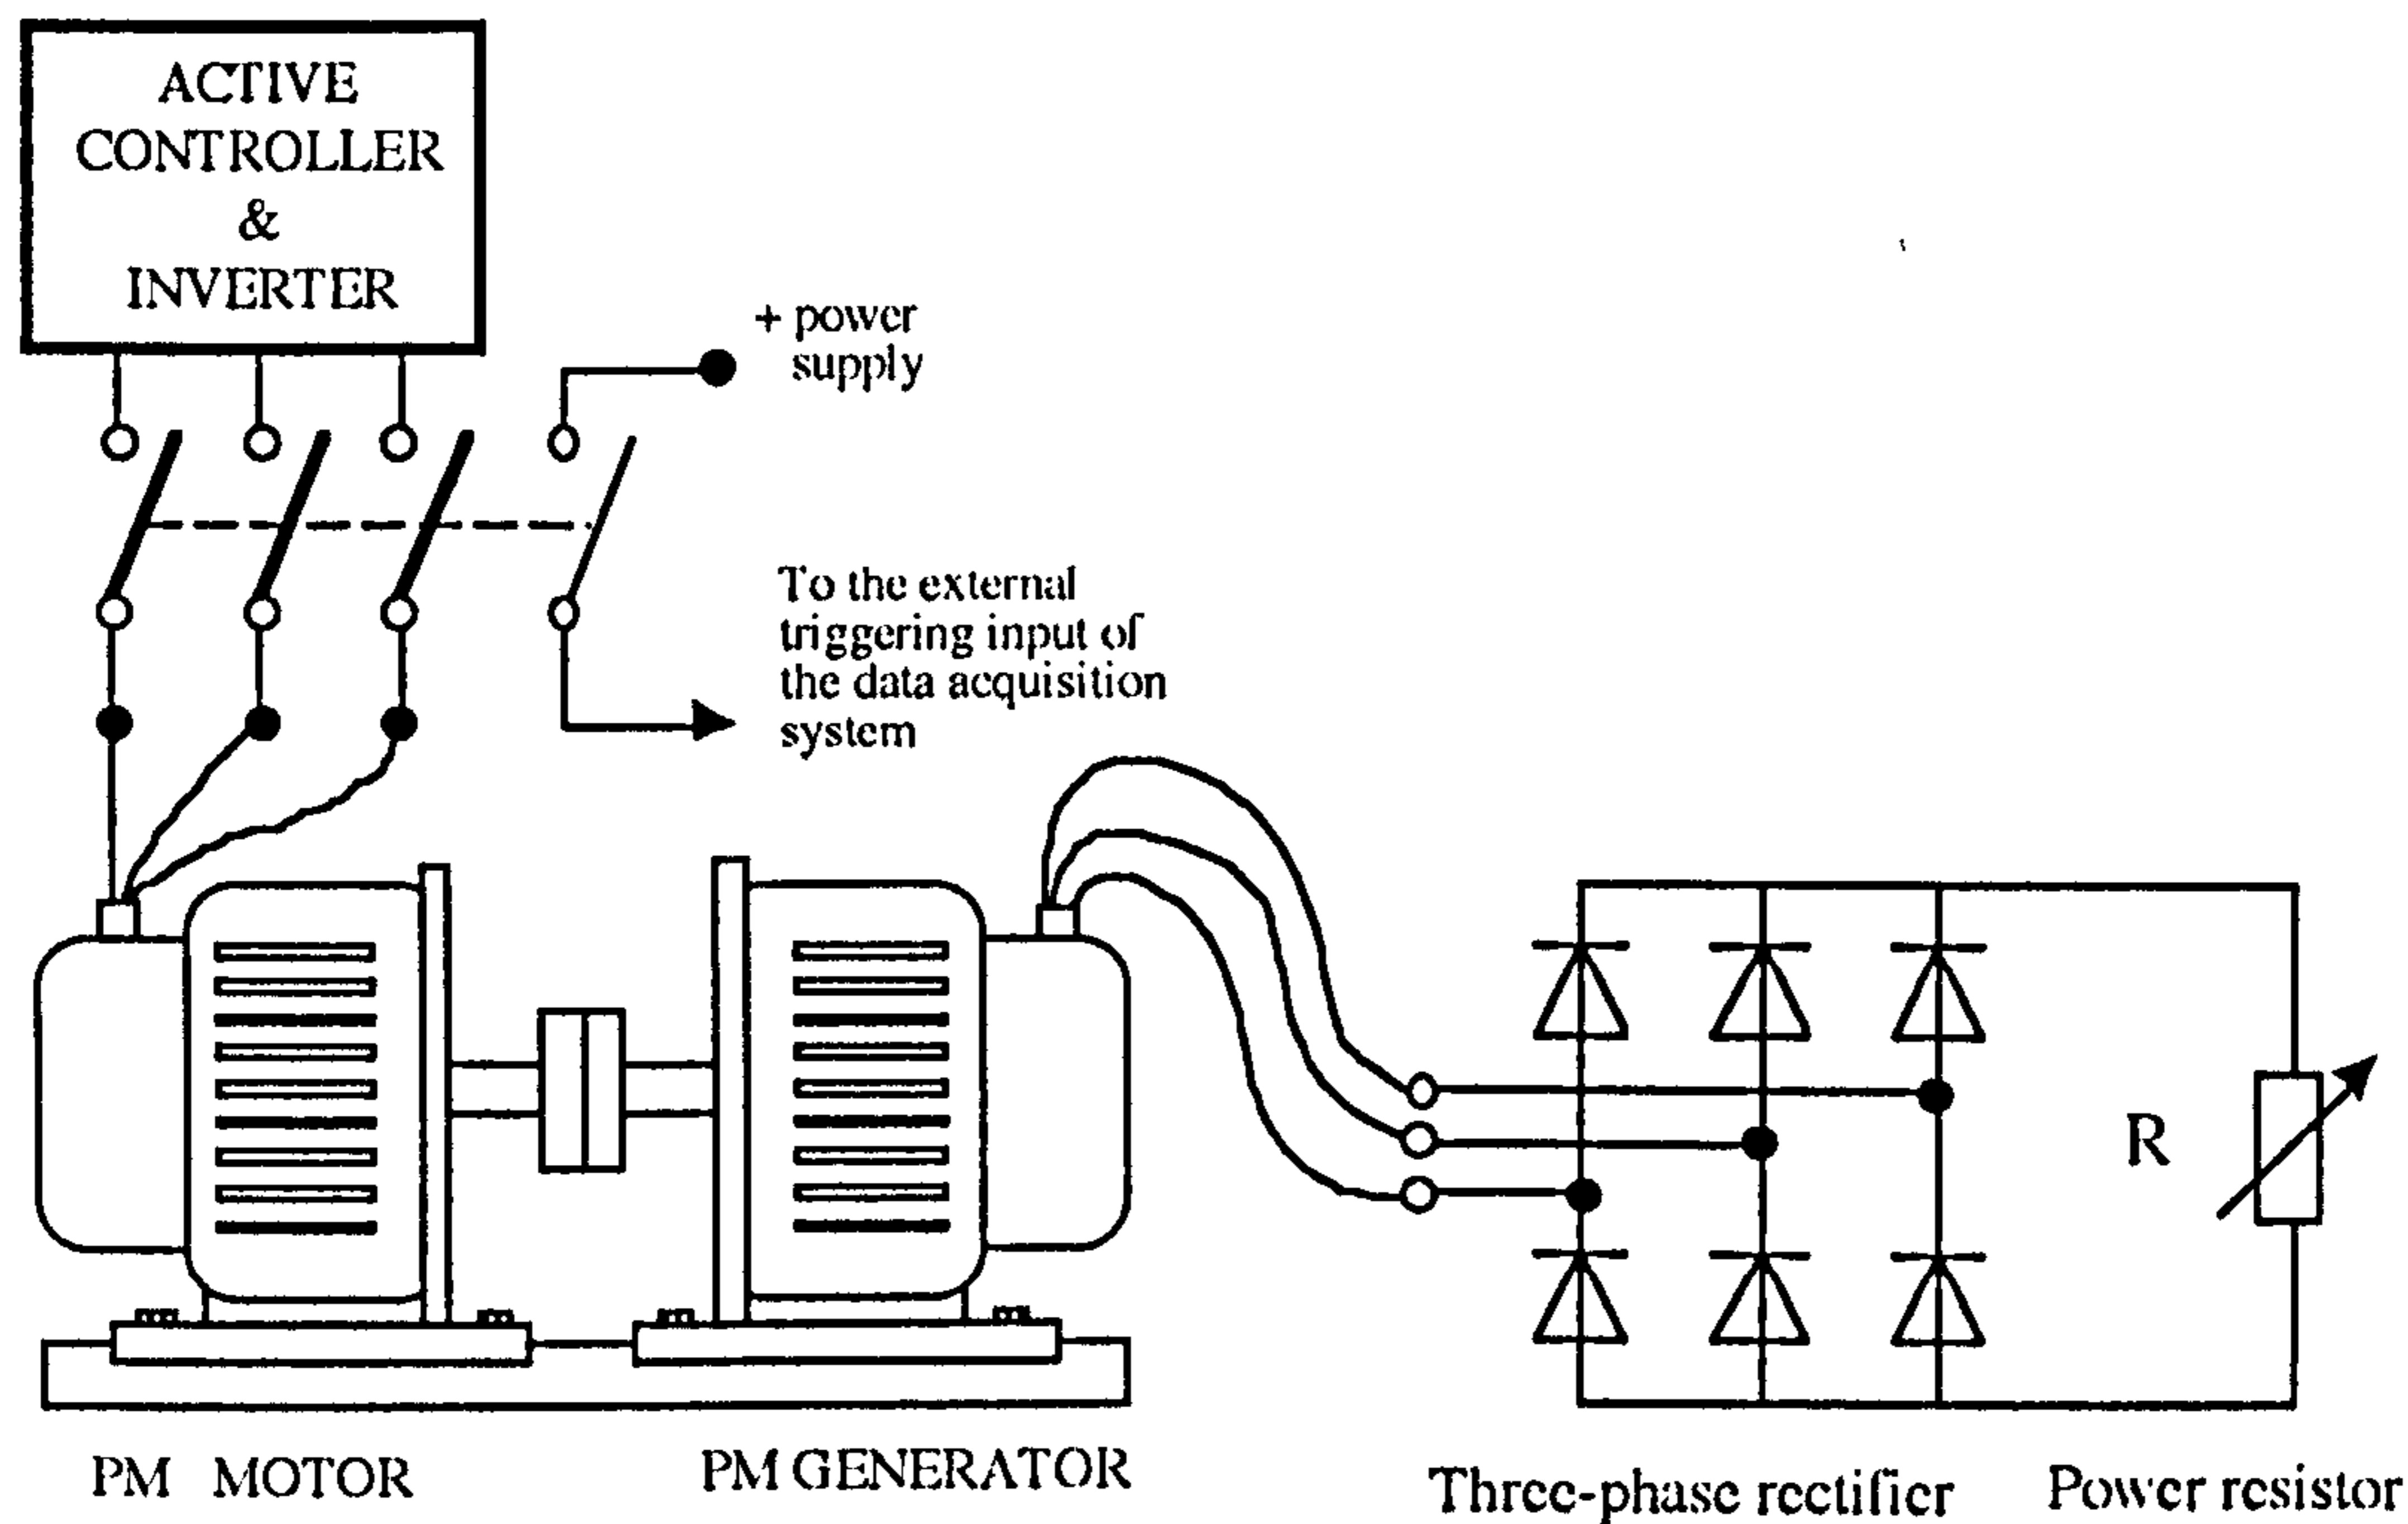 ACTIVE
CONTROLLER
&
INVERTER
+ power
supply
To the external
triggering input of
the data acquisition
system
R
PM MOTOR
PM GENERATOR
Three-phase rectifier
Power resistor